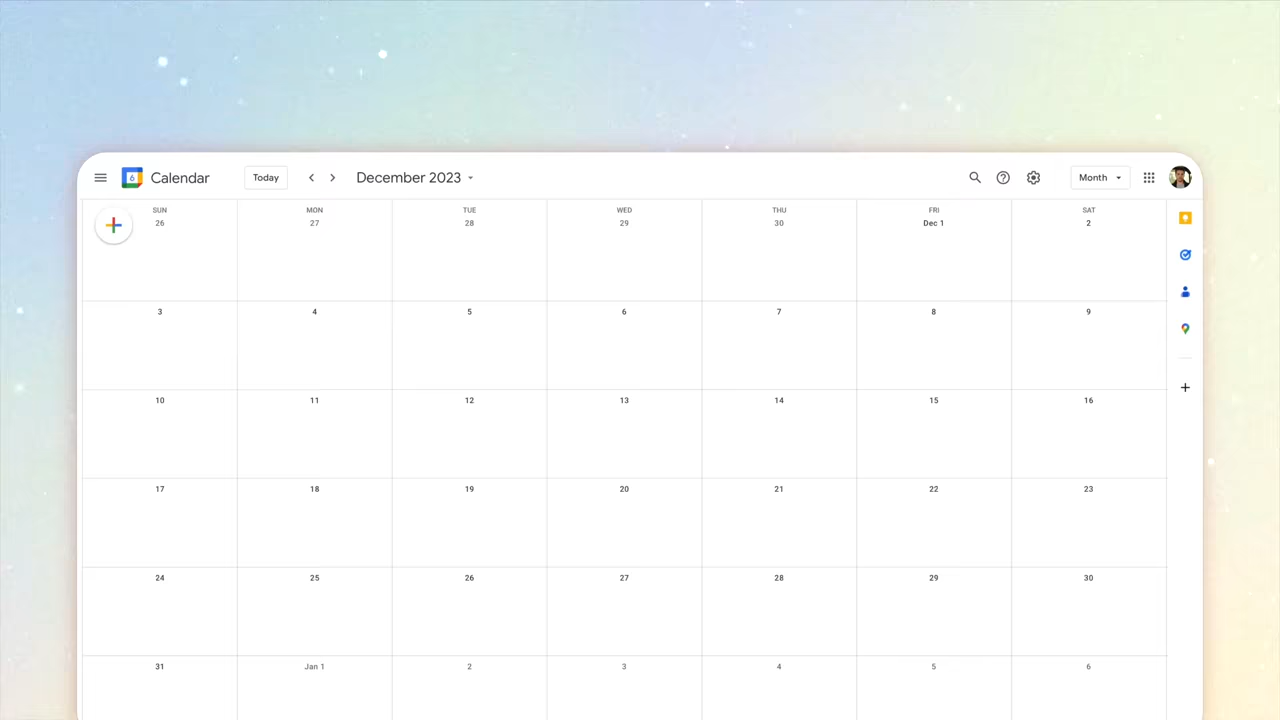 6 Calendar Today December 2023 Month
SUN MON TUE WED THU FRI SAT
26 27 28 29 30 Dec 1 2
3 4 5 6 7 8 9
10 11 12 13 14 15 16
17 18 19 20 21 22 23
24 25 26 27 28 29 30
31 Jan 1 2 3 4 5 6